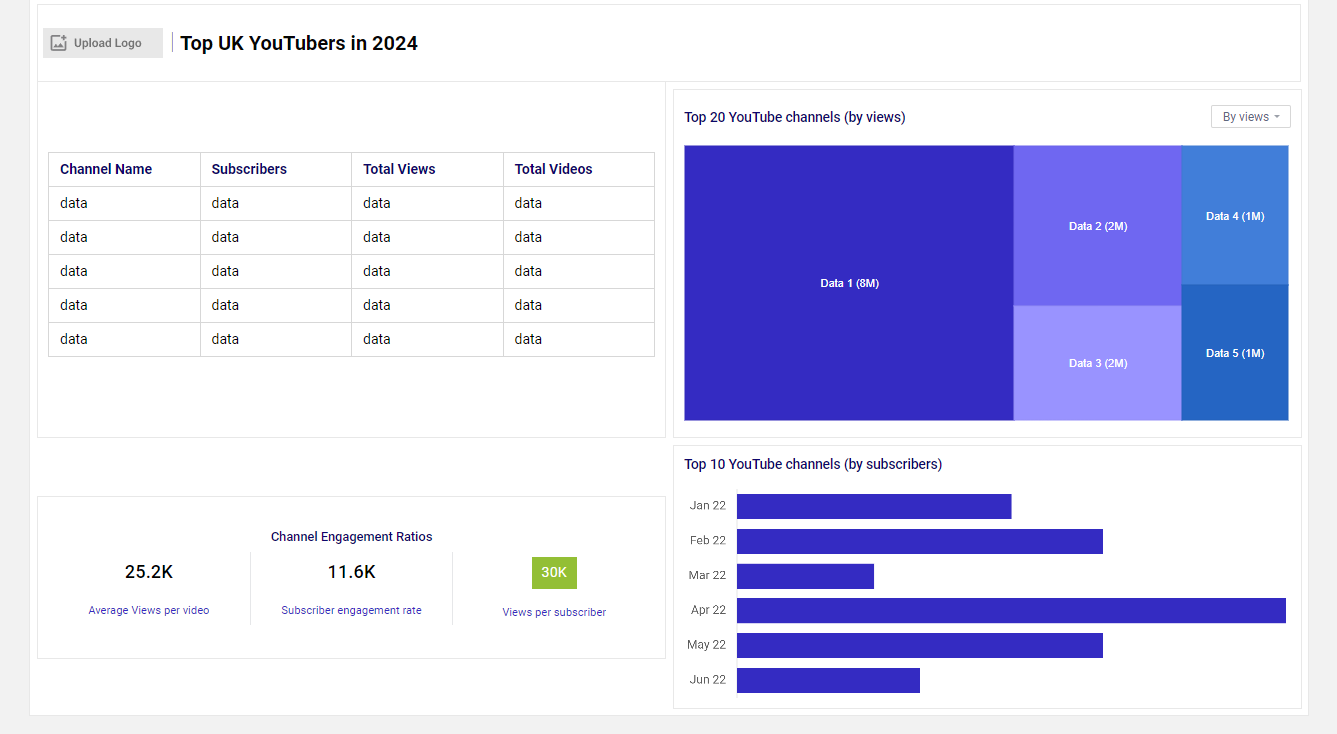 Upload Logo
Top UK YouTubers in 2024
Channel Name Subscribers Total Views Total Videos
data data data data
data data data data
data data data data
data data data data
data data data data
Top 20 YouTube channels (by views)
By views
Data 1 (8M)
Data 2 (2M)
Data 3 (2M)
Data 4 (1M)
Data 5 (1M)
Channel Engagement Ratios
25.2K
Average Views per video
11.6K
Subscriber engagement rate
30K
Views per subscriber
Top 10 YouTube channels (by subscribers)
Jan 22
Feb 22
Mar 22
Apr 22
May 22
Jun 22